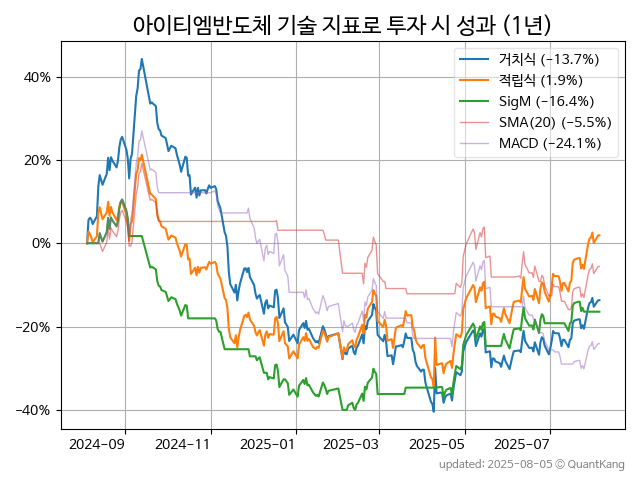 아이티엠반도체 기술 지표로 투자 시 성과 (1년)
거치식 (−13.7%)
적립식 (1.9%)
SigM (−16.4%)
SMA(20) (−5.5%)
MACD (−24.1%)
40%
20%
0%
−20%
−40%
2024-09 2024-11 2025-01 2025-03 2025-05 2025-07
updated: 2025-08-05 © QuantKang